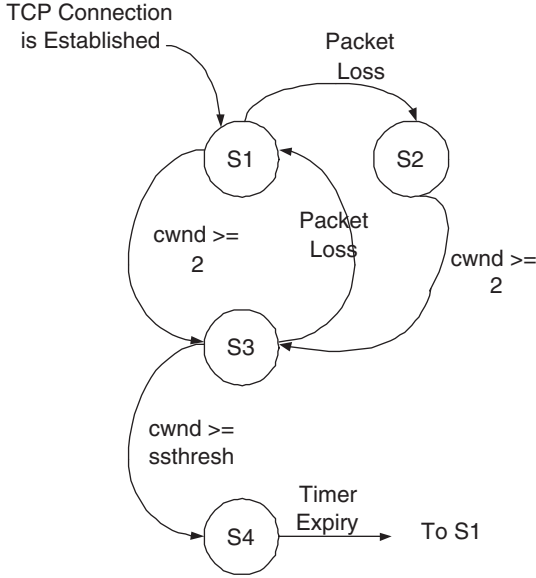 TCP Connection
is Established
Packet
Loss
S1
S2
cwnd >=
2
Packet
Loss
cwnd >=
2
S3
cwnd >=
ssthresh
Timer
Expiry
S4
To S1